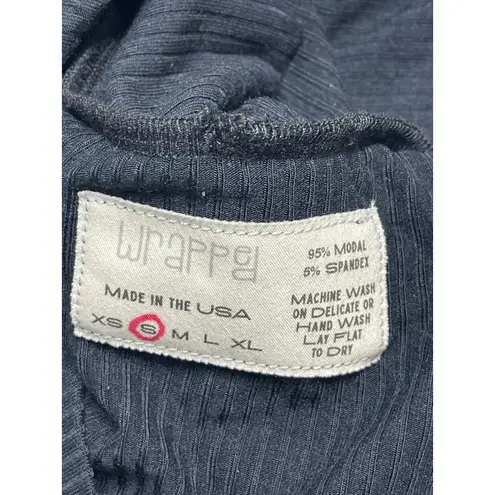 wrapped
MADE IN THE USA
XS S M L XL
95% MODAL
5% SPANDEX
MACHINE WASH
ON DELICATE OR
HAND WASH
LAY FLAT
TO DRY